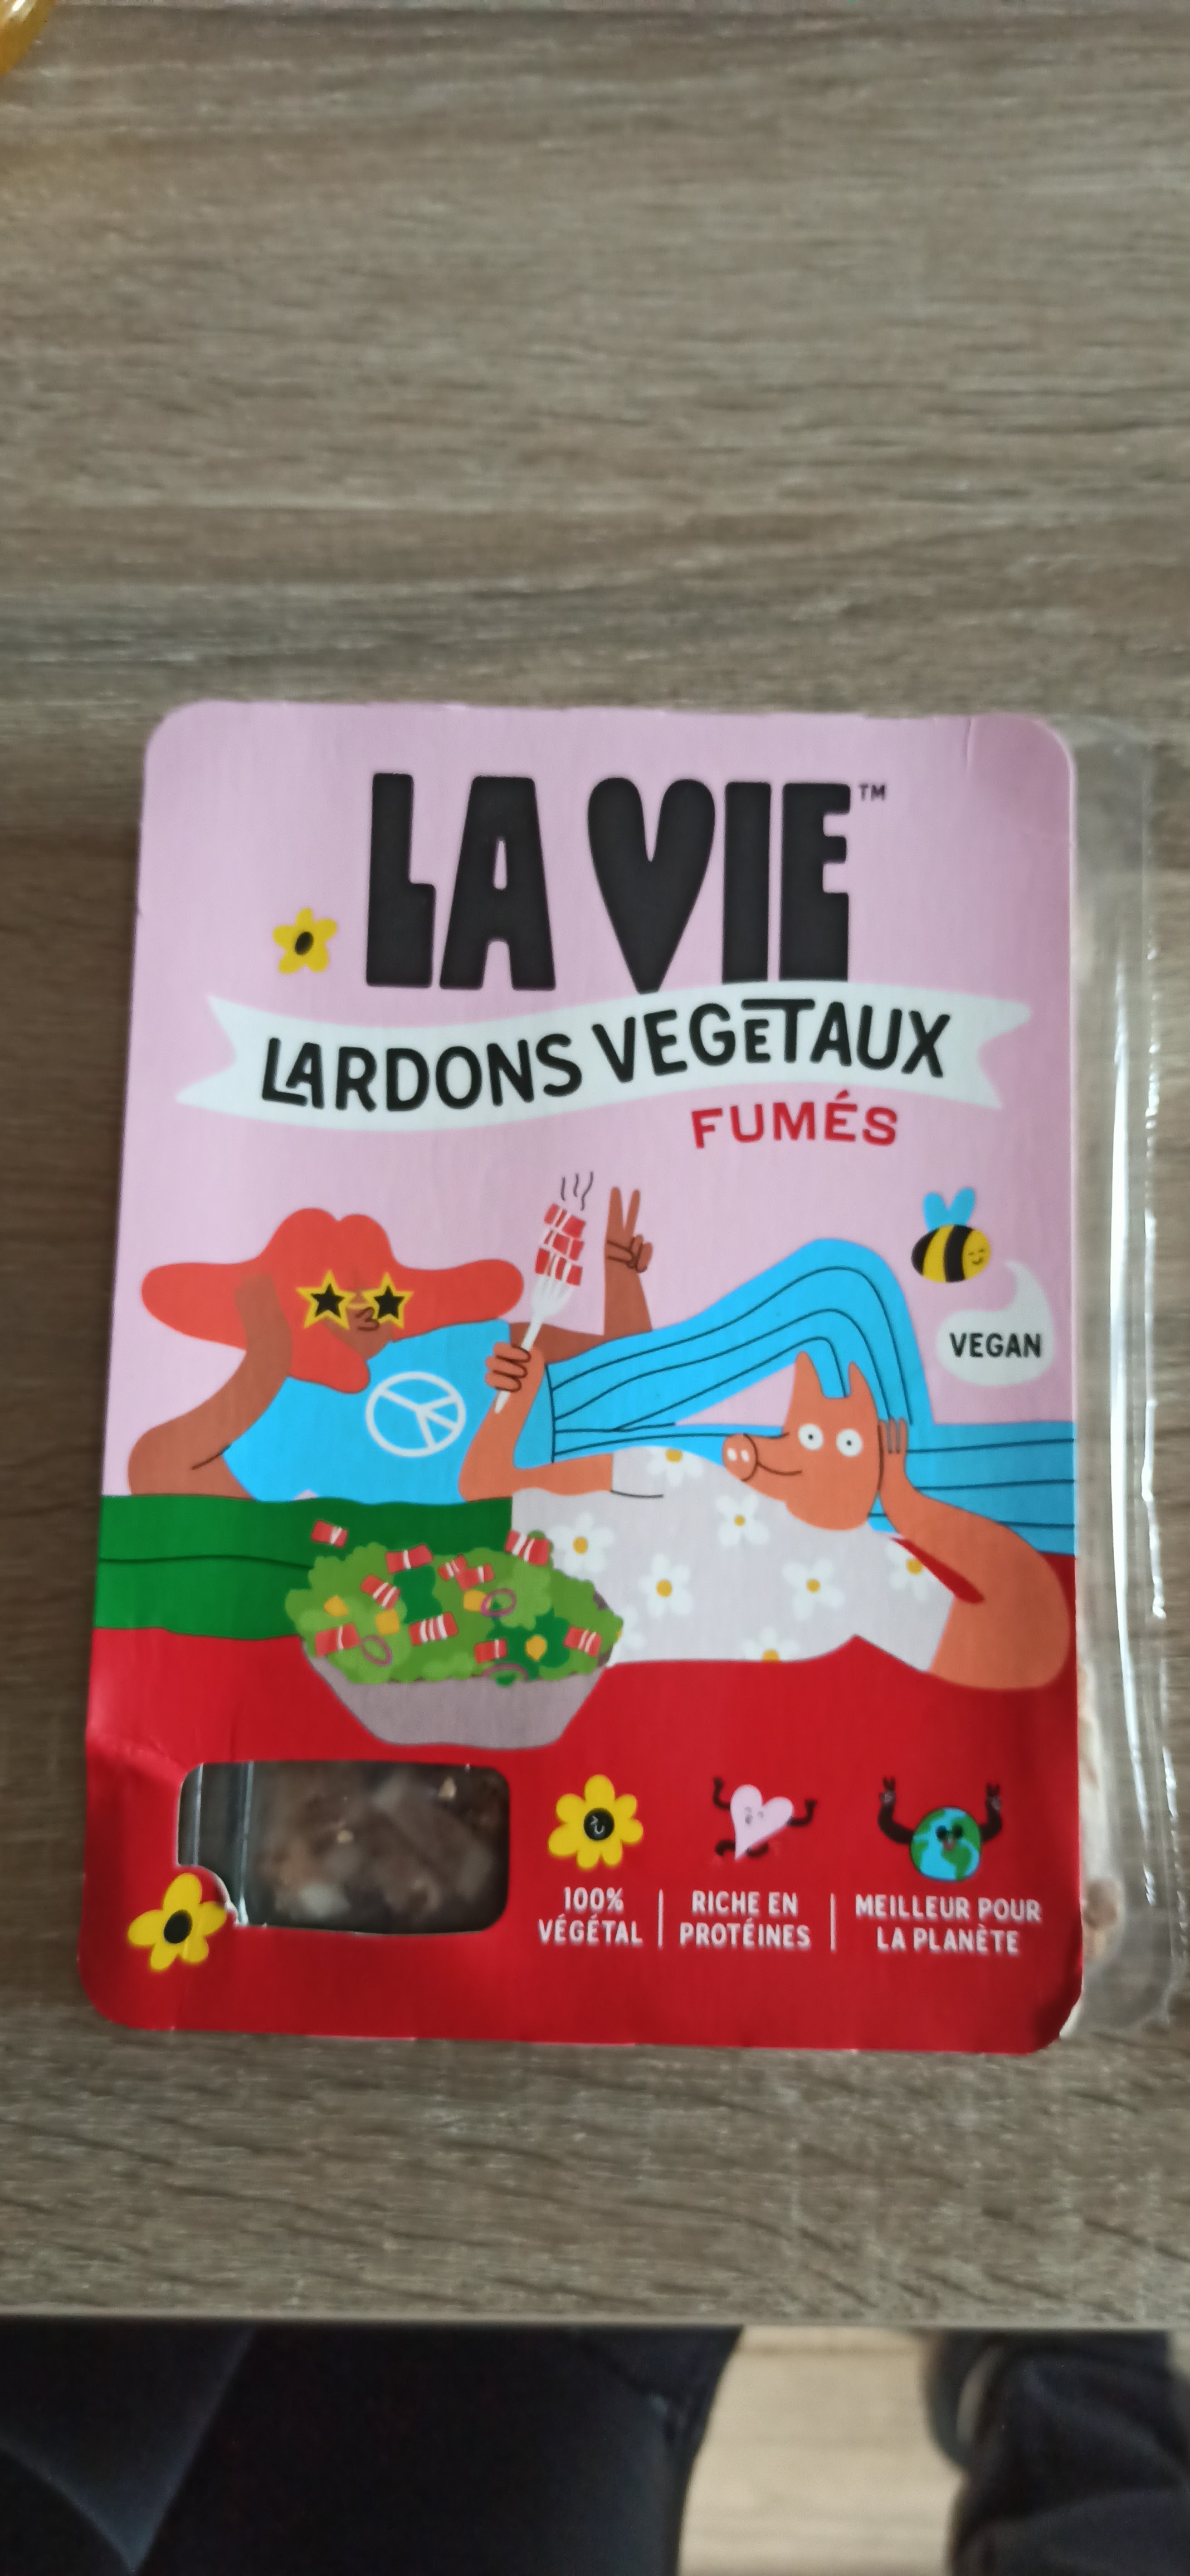 LA VIE™
LARDONS VEGETAUX
FUMÉS
VEGAN
100%
VÉGÉTAL
RICHE EN
PROTÉINES
MEILLEUR POUR
LA PLANÈTE